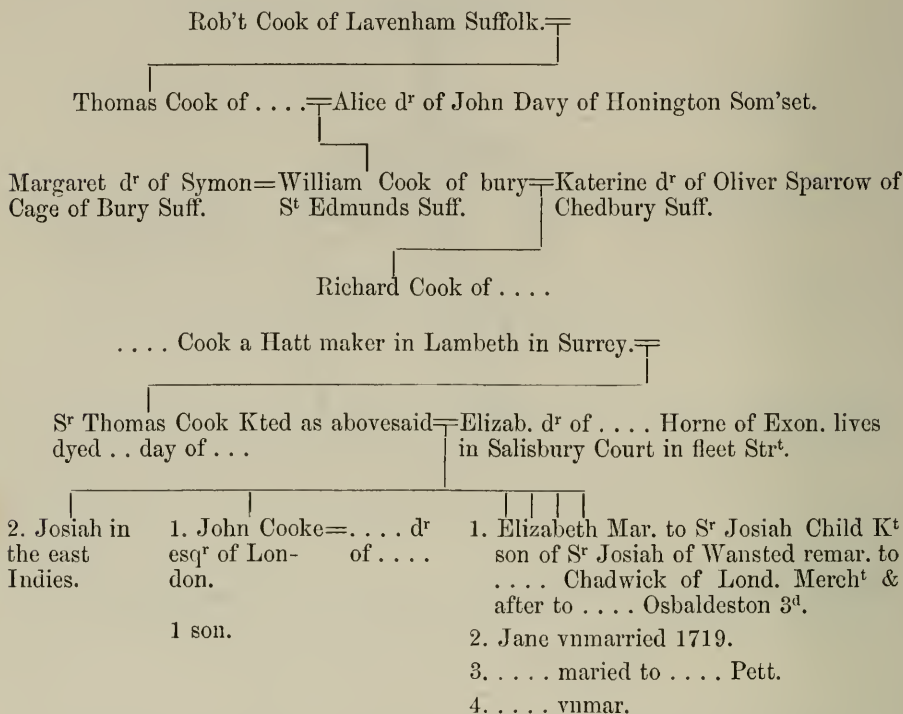 Rob't Cook of Lavenham Suffolk.=
Thomas Cook of . . . .=Alice dʳ of John Davy of Honington Som'set.
Margaret dʳ of Symon=William Cook of bury=Katerine dʳ of Oliver Sparrow of
Cage of Bury Suff. Sᵗ Edmunds Suff. Chedbury Suff.
Richard Cook of . . . .
. . . . Cook a Hatt maker in Lambeth in Surrey.=
Sʳ Thomas Cook Kted as abovesaid=Elizab. dʳ of . . . . Horne of Exon. lives
dyed . . day of . . . in Salisbury Court in fleet Strᵗ.
2. Josiah in
the east
Indies.
1. John Cooke=. . . . dʳ
esqʳ of Lon- of . . . .
don.
1 son.
1. Elizabeth Mar. to Sʳ Josiah Child Kᵗ
son of Sʳ Josiah of Wansted remar. to
. . . . Chadwick of Lond. Merchᵗ &
after to . . . . Osbaldeston 3ᵈ.
2. Jane vnmarried 1719.
3. . . . . maried to . . . . Pett.
4. . . . . vnmar.